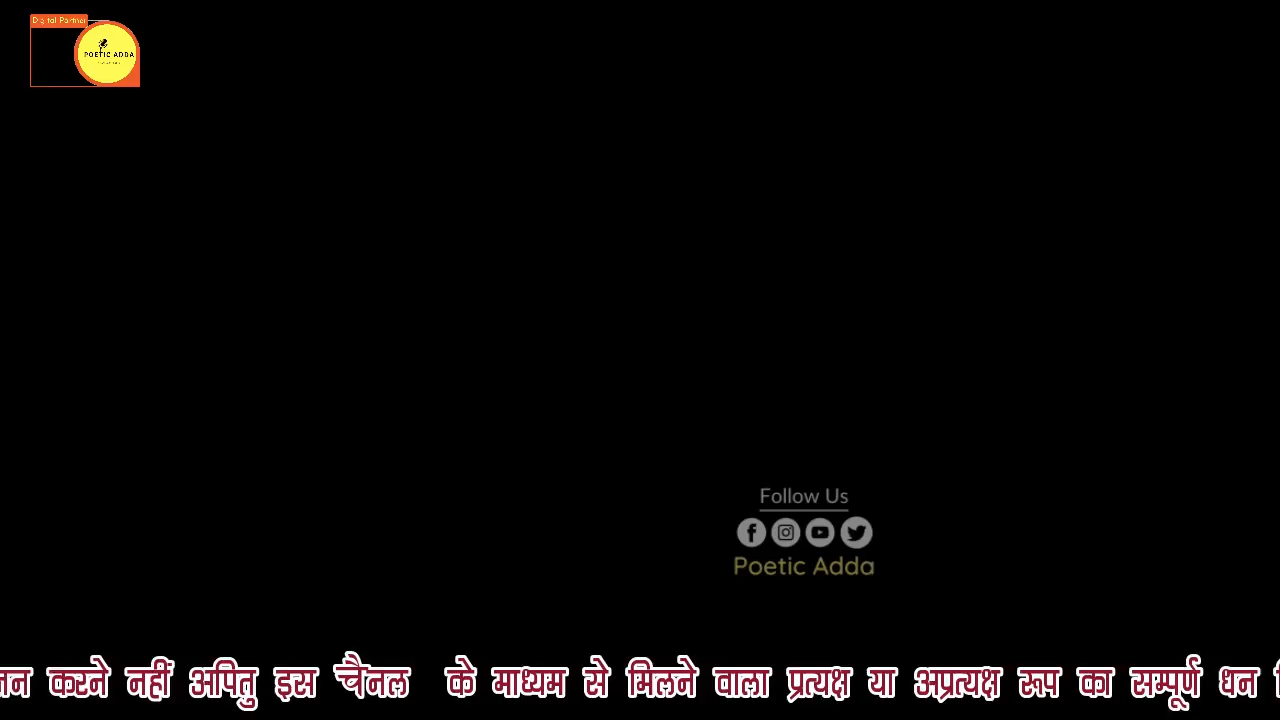 Digital Partner
POETIC ADDA
Follow Us
Poetic Adda
करने नहीं अपितु इस चैनल के माध्यम से मिलने वाला प्रत्यक्ष या अप्रत्यक्ष रूप का सम्पूर्ण धन